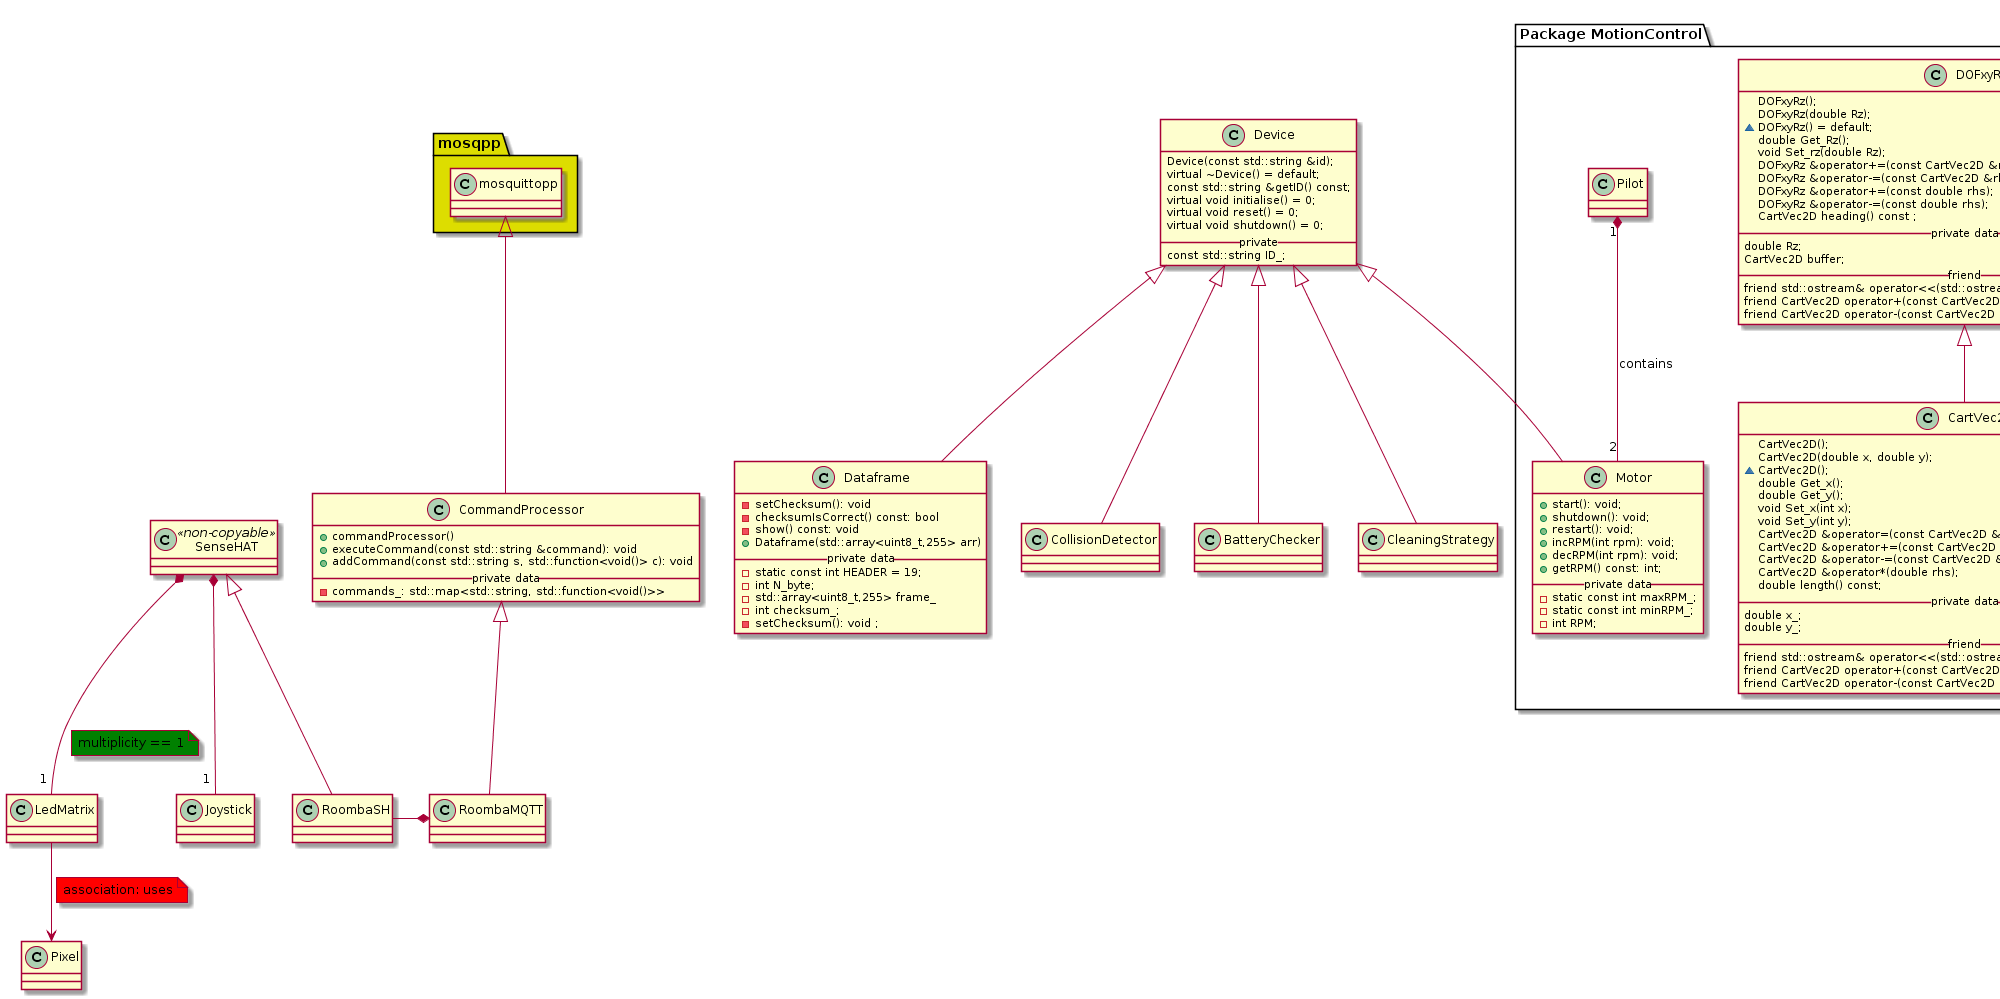 Package MotionControl
C DOFxyR
DOFxyRz();
DOFxyRz(double Rz);
DOFxyRz() = default;
double Get_Rz();
void Set_rz(double Rz);
DOFxyRz &operator+=(const CartVec2D &r
DOFxyRz &operator-=(const CartVec2D &rl
DOFxyRz &operator+=(const double rhs);
DOFxyRz &operator-=(const double rhs);
CartVec2D heading() const ;
private data
double Rz;
CartVec2D buffer;
friend
friend std::ostream& operator<<(std::ostrea
friend CartVec2D operator+(const CartVec2D
friend CartVec2D operator-(const CartVec2D
C Device
Device(const std::string &id);
virtual ~Device() = default;
const std::string &getID() const;
virtual void initialise() = 0;
virtual void reset() = 0;
virtual void shutdown() = 0;
private
const std::string ID_;
mosqpp
C mosquittopp
C Pilot
1
contains
2
C CartVec2
CartVec2D();
CartVec2D(double x, double y);
CartVec2D();
double Get_x();
double Get_y();
void Set_x(int x);
void Set_y(int y);
CartVec2D &operator=(const CartVec2D &
CartVec2D &operator+=(const CartVec2D
CartVec2D &operator-=(const CartVec2D &
CartVec2D &operator*(double rhs);
double length() const;
private data
double x_;
double y_;
friend
friend std::ostream& operator<<(std::ostrea
friend CartVec2D operator+(const CartVec2D
friend CartVec2D operator-(const CartVec2D
C Dataframe
setChecksum(): void
checksumIsCorrect() const: bool
show() const: void
Dataframe(std::array<uint8_t,255> arr)
private data
static const int HEADER = 19;
int N_byte;
std::array<uint8_t,255> frame_
int checksum_;
setChecksum(): void ;
C CollisionDetector
C BatteryChecker
C CleaningStrategy
C Motor
start(): void;
shutdown(): void;
restart(): void;
incRPM(int rpm): void;
decRPM(int rpm): void;
getRPM() const: int;
private data
static const int maxRPM_;
static const int minRPM_;
int RPM;
C CommandProcessor
commandProcessor()
executeCommand(const std::string &command): void
addCommand(const std::string s, std::function<void()> c): void
private data
commands_: std::map<std::string, std::function<void()>>
C «non-copyable»
SenseHAT
multiplicity == 1
1
1
C LedMatrix
C Joystick
C RoombaSH
C RoombaMQTT
association: uses
C Pixel